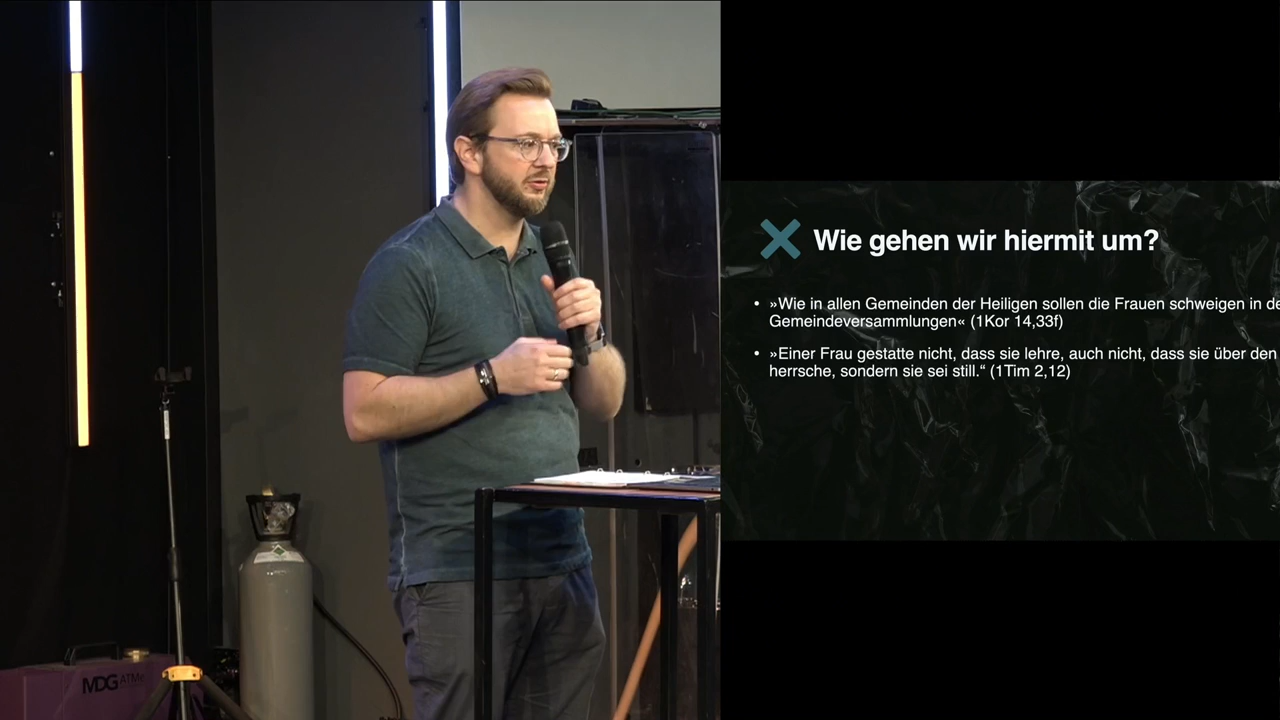 Wie gehen wir hiermit um?
• »Wie in allen Gemeinden der Heiligen sollen die Frauen schweigen in
Gemeindeversammlungen« (1Kor 14,33f)
• »Einer Frau gestatte nicht, dass sie lehre, auch nicht, dass sie über den
herrsche, sondern sie sei still.“ (1Tim 2,12)
MDG ATMe